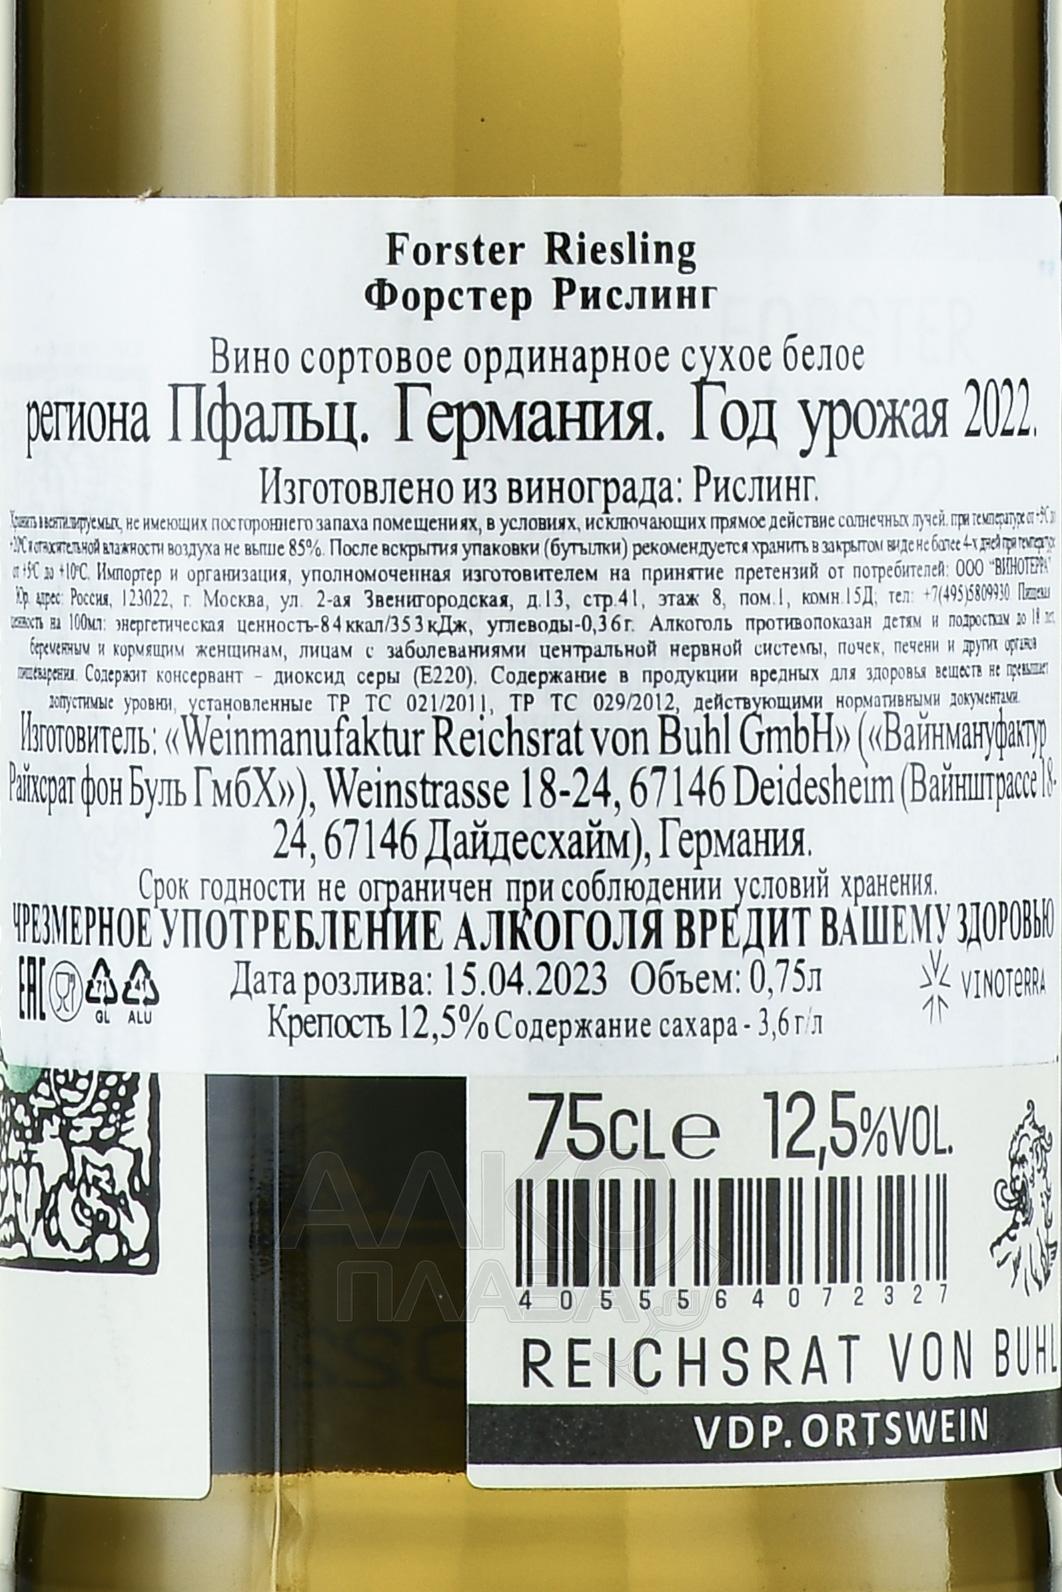 Forster Riesling
Форстер Рислинг
Вино сортовое ординарное сухое белое
региона Пфальц. Германия. Год урожая 2022.
Изготовлено из винограда: Рислинг.
Хранить в вентилируемых, не имеющих постороннего запаха помещениях, в условиях, исключающих прямое действие солнечных лучей, при температуре от +5°С до
+20°С и относительной влажности воздуха не выше 85%. После вскрытия упаковки (бутылки) рекомендуется хранить в закрытом виде не более 4-х дней при температуре
от +5°С до +10°С. Импортер и организация, уполномоченная изготовителем на принятие претензий от потребителей: ООО "ВИНОТЕРРА"
Юр. адрес: Россия, 123022, г. Москва, ул. 2-ая Звенигородская, д.13, стр.41, этаж 8, пом.1, комн.15Д; тел: +7(495)5809930 Пищевая
ценность на 100мл: энергетическая ценность-84ккал/353кДж, углеводы-0,36г. Алкоголь противопоказан детям и подросткам до 18 лет,
беременным и кормящим женщинам, лицам с заболеваниями центральной нервной системы, почек, печени и других органов
пищеварения. Содержит консервант – диоксид серы (Е220). Содержание в продукции вредных для здоровья веществ не превышает
допустимые уровни, установленные ТР ТС 021/2011, ТР ТС 029/2012, действующими нормативными документами.
Изготовитель: «Weinmanufaktur Reichsrat von Buhl GmbH» («Вайнмануфактур
Райхсрат фон Буль ГмбХ»), Weinstrasse 18-24, 67146 Deidesheim (Вайнштрассе 18-
24, 67146 Дайдесхайм), Германия.
Срок годности не ограничен при соблюдении условий хранения.
ЧРЕЗМЕРНОЕ УПОТРЕБЛЕНИЕ АЛКОГОЛЯ ВРЕДИТ ВАШЕМУ ЗДОРОВЬЮ
EAC 71 GL 41 ALU
Дата розлива: 15.04.2023 Объем: 0,75л
VINOTERRA
Крепость 12,5% Содержание сахара - 3,6 г/л
75CL e 12,5%VOL.
4055564072327
REICHSRAT VON BUHL
VDP.ORTSWEIN
АЛКО
ПЛАЗА.ru